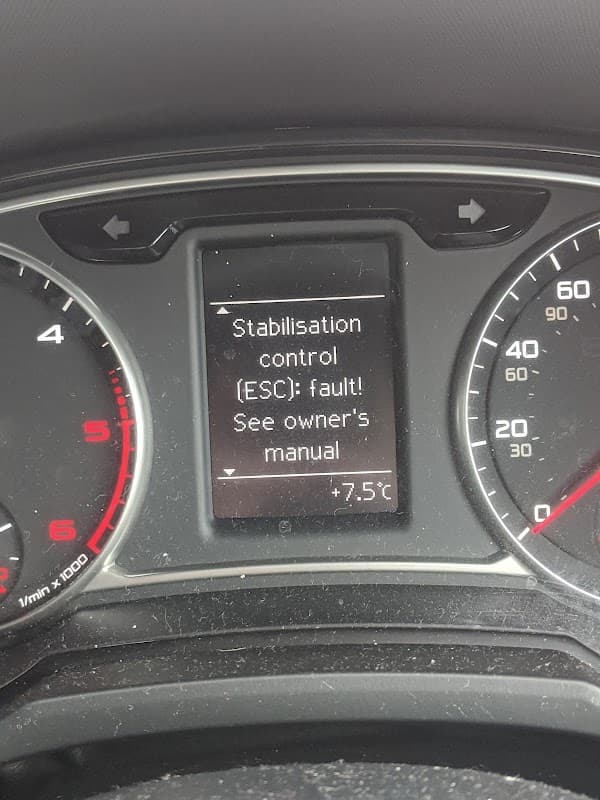 Stabilisation
control
(ESC): fault!
See owner's
manual
+7.5°C
4
5
6
1/min x 1000
60
90
40
60
20
30
0